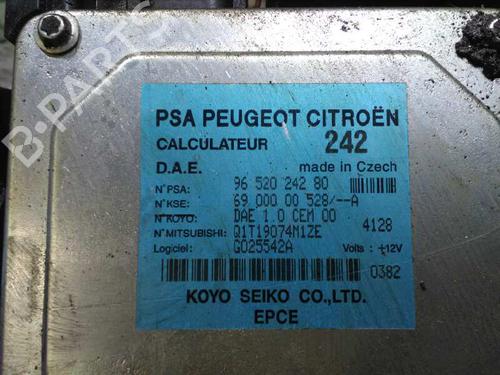 PSA PEUGEOT CITROËN
CALCULATEUR 242
D.A.E. made in Czech
N°PSA: 96 520 242 80
N°KSE: 69 000 00 528/--A
N°KOYO: DAE 1.0 CEM 00
N°MITSUBISHI: Q1T19074M1ZE 4128
Logiciel: G025542A Volts : +12V
0382
KOYO SEIKO CO.,LTD.
EPCE
B-PARTS